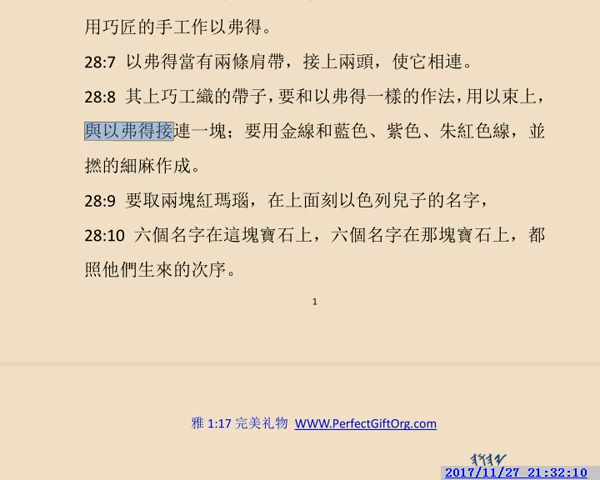 用巧匠的手工作以弗得。
28:7 以弗得當有兩條肩帶，接上兩頭，使它相連。
28:8 其上巧工織的帶子，要和以弗得一樣的作法，用以束上，
與以弗得接連一塊；要用金線和藍色、紫色、朱紅色線，並
撚的細麻作成。
28:9 要取兩塊紅瑪瑙，在上面刻以色列兒子的名字，
28:10 六個名字在這塊寶石上，六個名字在那塊寶石上，都
照他們生來的次序。
1
雅 1:17 完美礼物 WWW.PerfectGiftOrg.com
2017/11/27 21:32:10